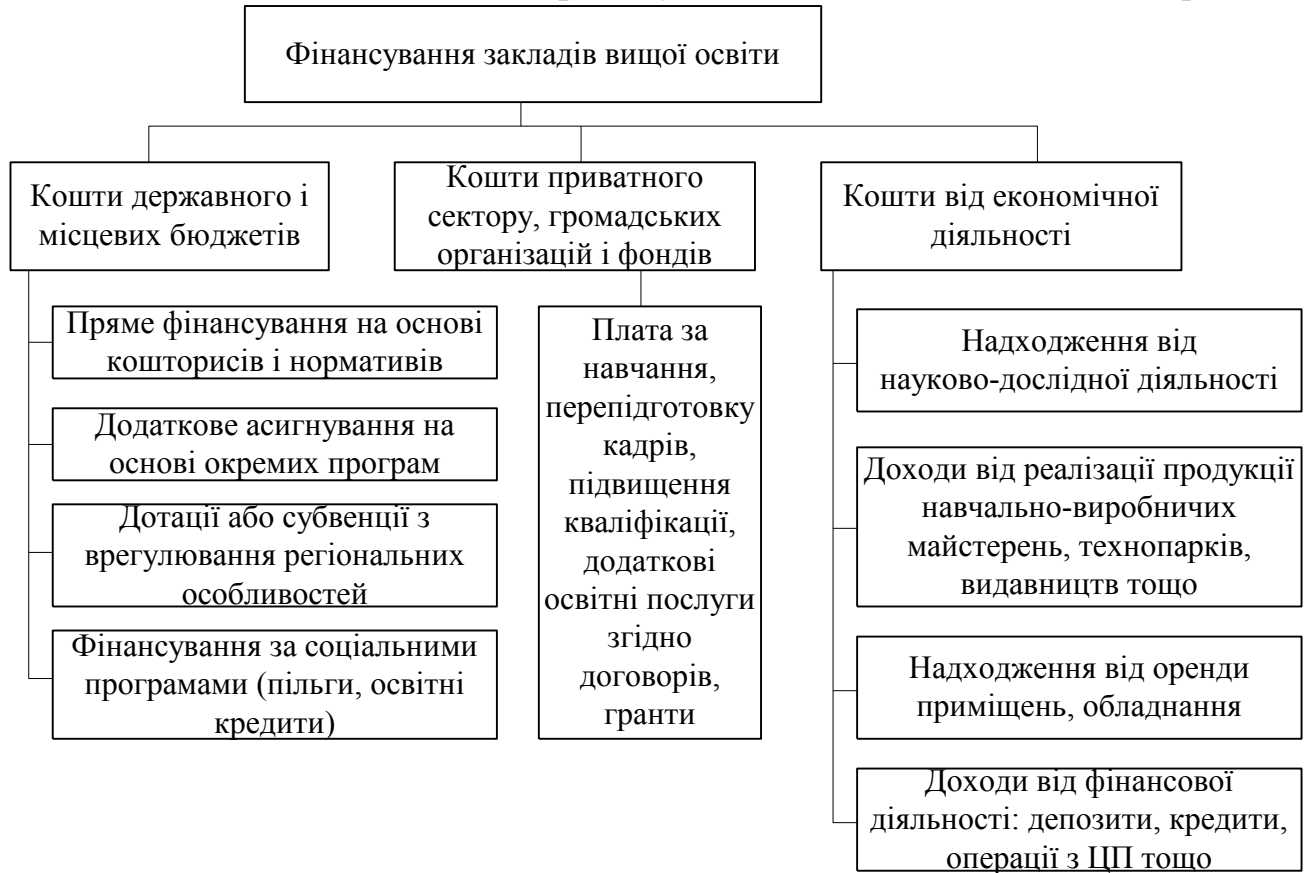 Фінансування закладів вищої освіти
Кошти державного і
місцевих бюджетів
Пряме фінансування на основі
кошторисів і нормативів
Додаткове асигнування на
основі окремих програм
Дотації або субвенції з
врегулювання регіональних
особливостей
Фінансування за соціальними
програмами (пільги, освітні
кредити)
Кошти приватного
сектору, громадських
організацій і фондів
Плата за
навчання,
перепідготовку
кадрів,
підвищення
кваліфікації,
додаткові
освітні послуги
згідно
договорів,
гранти
Кошти від економічної
діяльності
Надходження від
науково-дослідної діяльності
Доходи від реалізації продукції
навчально-виробничих
майстерень, технопарків,
видавництв тощо
Надходження від оренди
приміщень, обладнання
Доходи від фінансової
діяльності: депозити, кредити,
операції з ЦП тощо